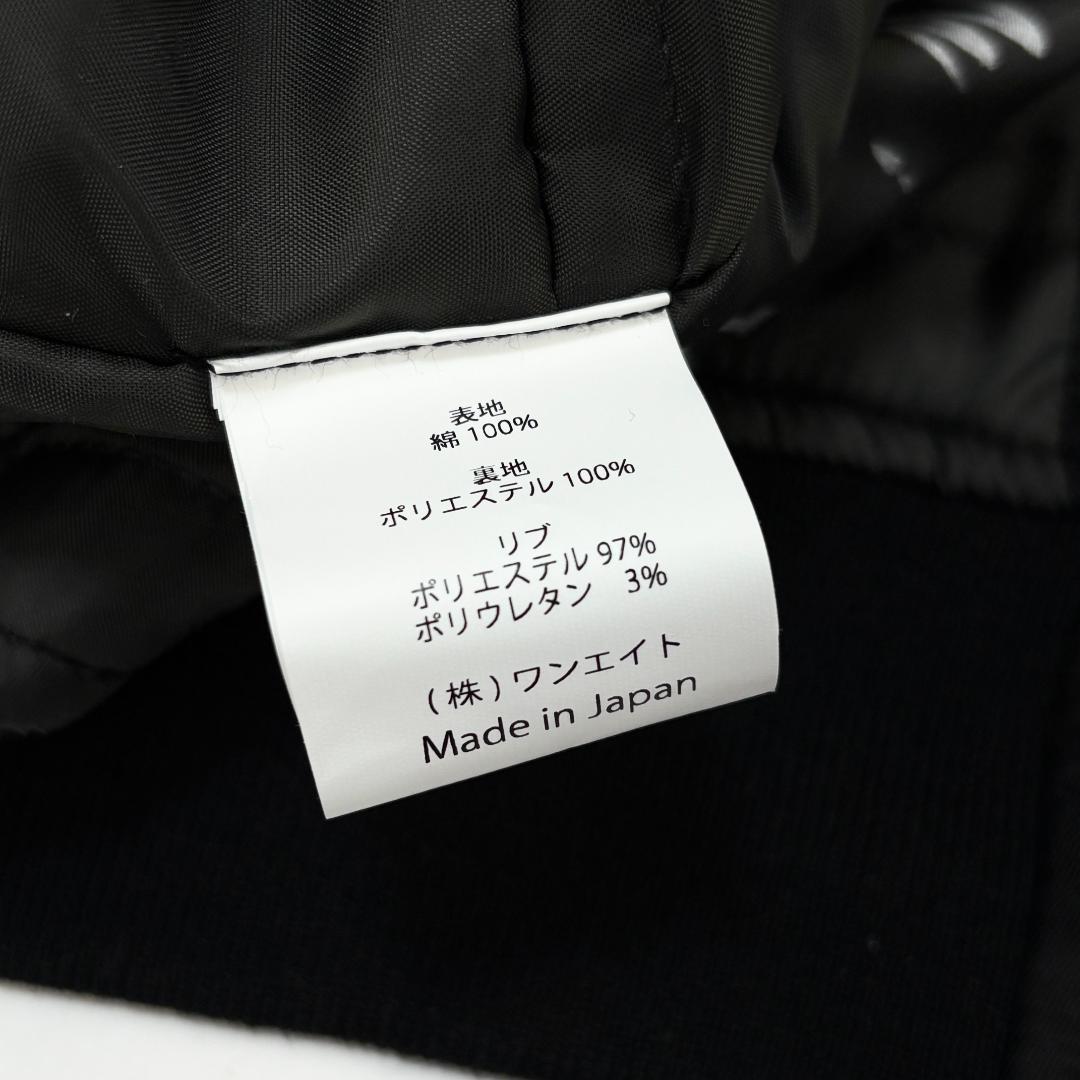 表地
綿 100%
裏地
ポリエステル 100%
リブ
ポリエステル 97%
ポリウレタン 3%
(株)ワンエイト
Made in Japan